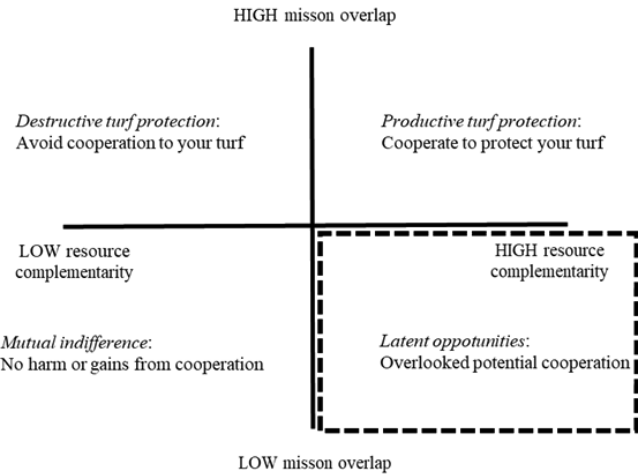 HIGH misson overlap
Destructive turf protection:
Avoid cooperation to your turf
Productive turf protection:
Cooperate to protect your turf
LOW resource
complementarity
HIGH resource
complementarity
Mutual indifference:
No harm or gains from cooperation
Latent oppotunities:
Overlooked potential cooperation
LOW misson overlap